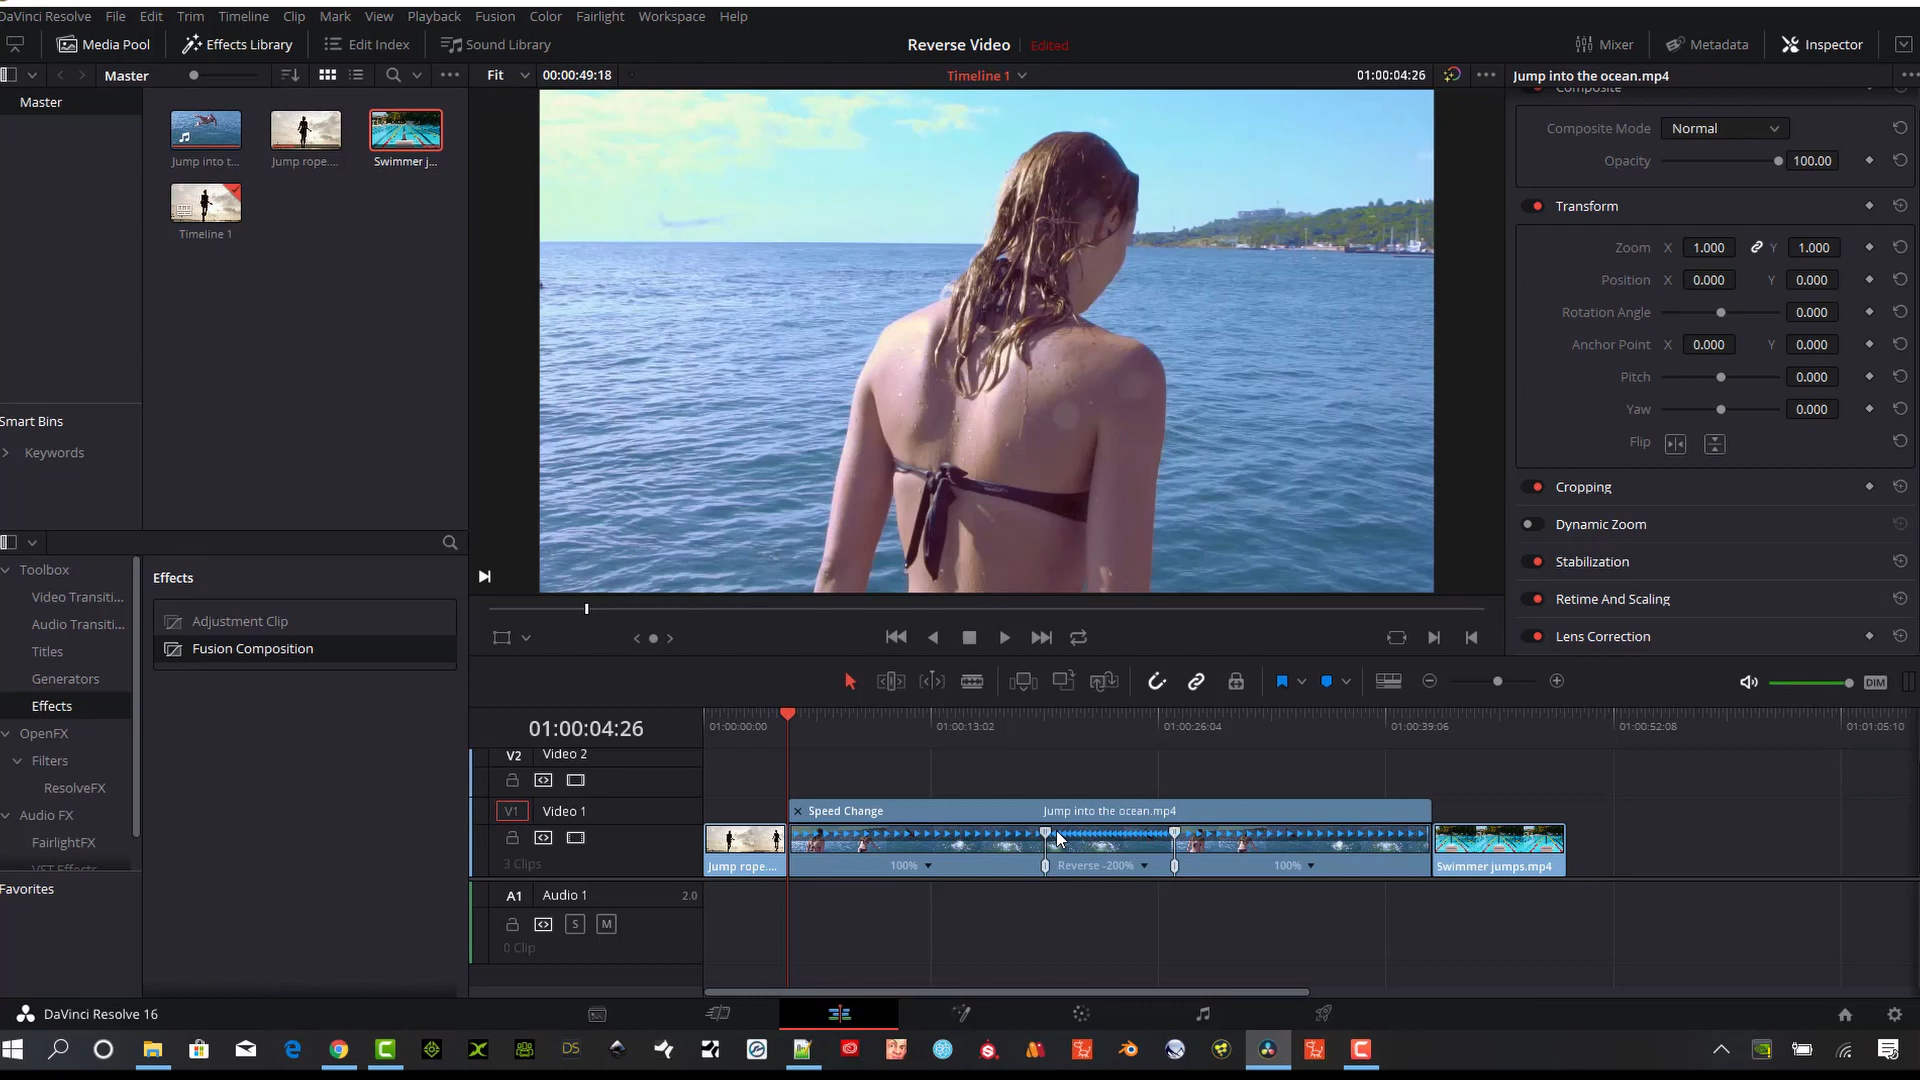 DaVinci Resolve File Edit Trim Timeline Clip Mark View Playback Fusion Color Fairlight Workspace Help
Media Pool Effects Library Edit Index Sound Library Reverse Video Edited Mixer Metadata Inspector
Master Fit 00:00:49:18 Timeline 1 01:00:04:26 Jump into the ocean.mp4
Master
Composite
Composite Mode Normal
Opacity 100.00
Jump into t... Jump rope.... Swimmer j...
Transform
Timeline 1
Zoom X 1.000 Y 1.000
Position X 0.000 Y 0.000
Rotation Angle 0.000
Anchor Point X 0.000 Y 0.000
Pitch 0.000
Yaw 0.000
Flip
Smart Bins
Keywords
Cropping
Dynamic Zoom
Stabilization
Retime And Scaling
Lens Correction
Toolbox
Video Transiti...
Audio Transiti...
Titles
Generators
Effects
OpenFX
Filters
ResolveFX
Audio FX
FairlightFX
VST Effects
Favorites
Effects
Adjustment Clip
Fusion Composition
DIM
01:00:04:26 01:00:00:00 01:00:13:02 01:00:26:04 01:00:39:06 01:00:52:08 01:01:05:10
V2 Video 2
V1 Video 1
3 Clips
Speed Change Jump into the ocean.mp4
Jump rope.... 100% Reverse -200% 100% Swimmer jumps.mp4
A1 Audio 1 2.0
S M
0 Clip
DaVinci Resolve 16